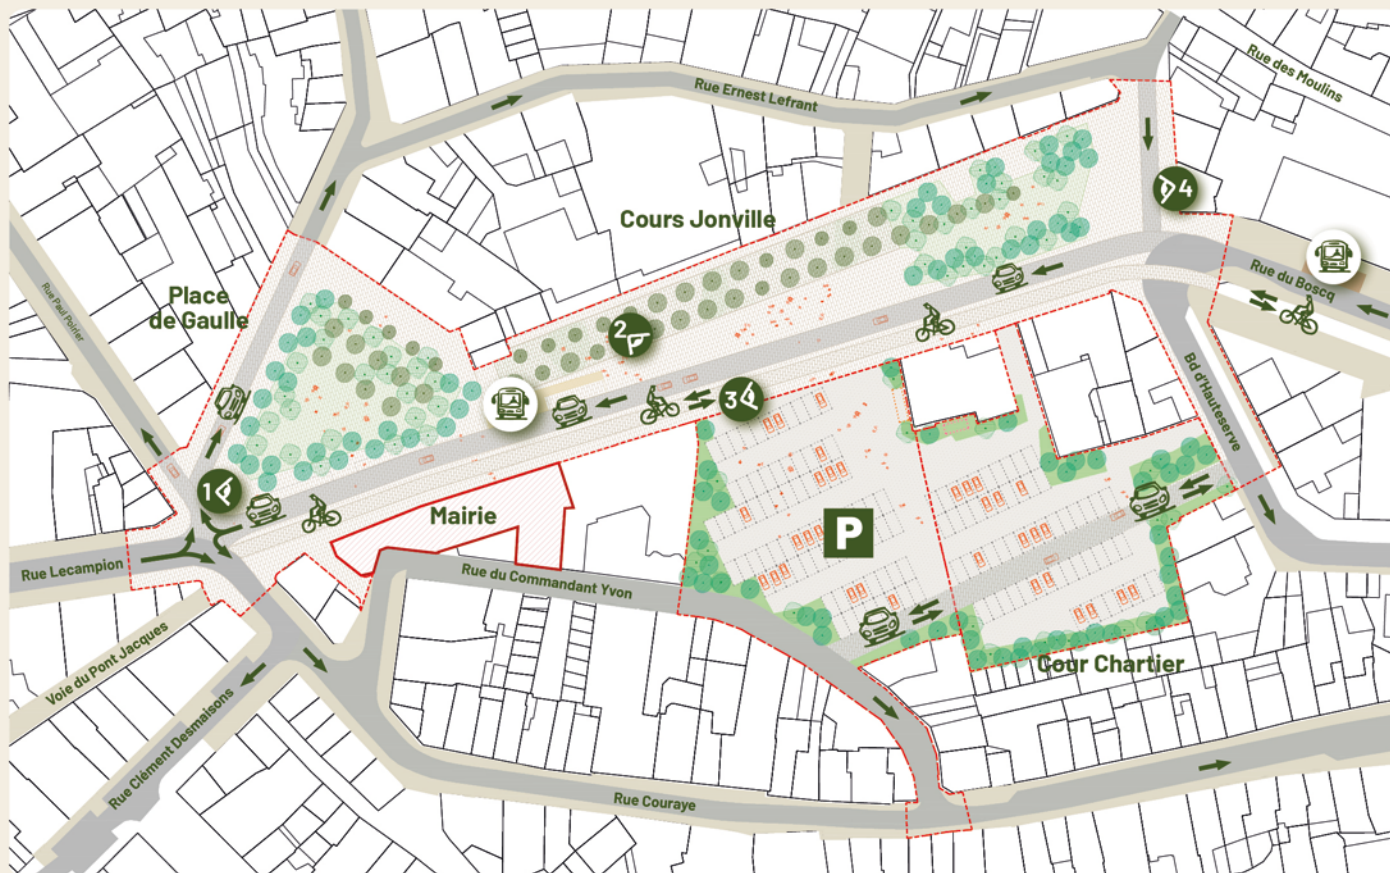 Rue des Moulins
Rue Ernest Lefrant
4
Cours Jonville
Rue du Boscq
Place
de Gaulle
Rue Paul Poirier
2
3
Bd d'Hauteserve
1
Mairie
P
Rue Lecampion
Rue du Commandant Yvon
Voie du Pont Jacques
Cour Chartier
Rue Clément Desmaisons
Rue Couraye